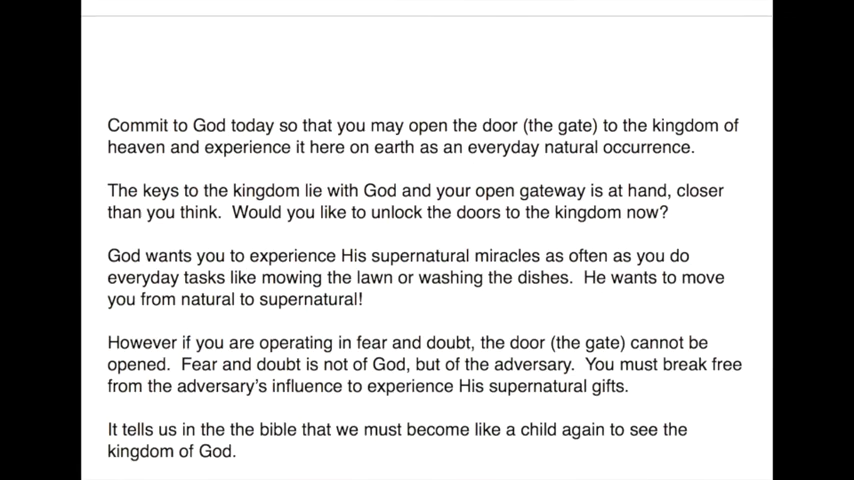 Commit to God today so that you may open the door (the gate) to the kingdom of
heaven and experience it here on earth as an everyday natural occurrence.
The keys to the kingdom lie with God and your open gateway is at hand, closer
than you think.  Would you like to unlock the doors to the kingdom now?
God wants you to experience His supernatural miracles as often as you do
everyday tasks like mowing the lawn or washing the dishes.  He wants to move
you from natural to supernatural!
However if you are operating in fear and doubt, the door (the gate) cannot be
opened.  Fear and doubt is not of God, but of the adversary.  You must break free
from the adversary's influence to experience His supernatural gifts.
It tells us in the the bible that we must become like a child again to see the
kingdom of God.